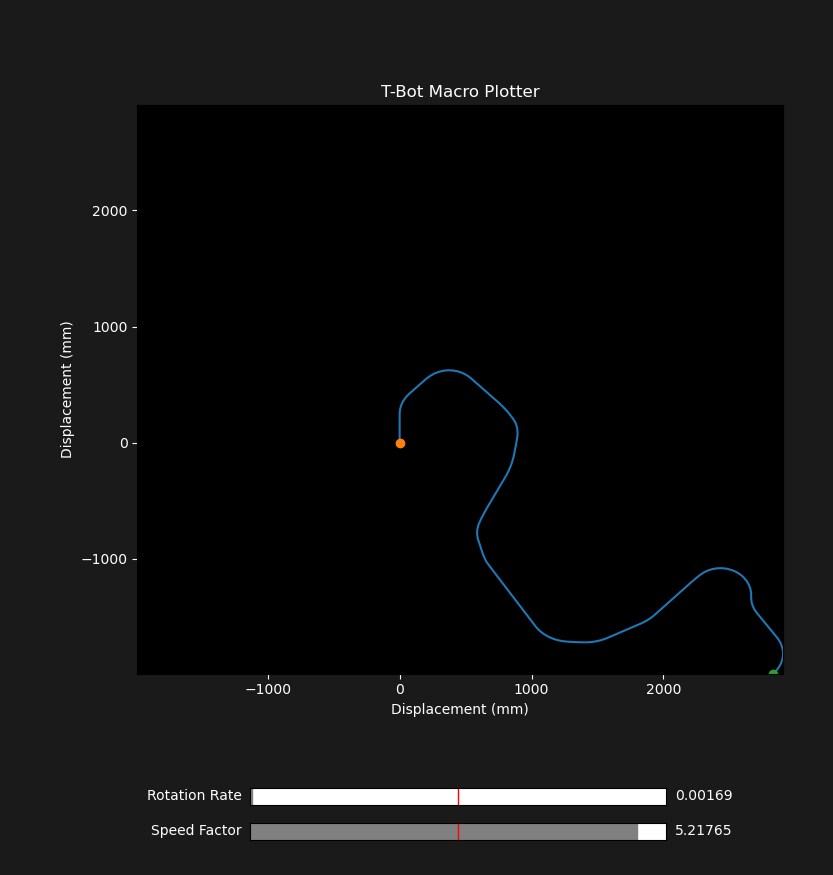 T-Bot Macro Plotter
2000
1000
0
−1000
Displacement (mm)
−1000 0 1000 2000
Displacement (mm)
Rotation Rate 0.00169
Speed Factor 5.21765